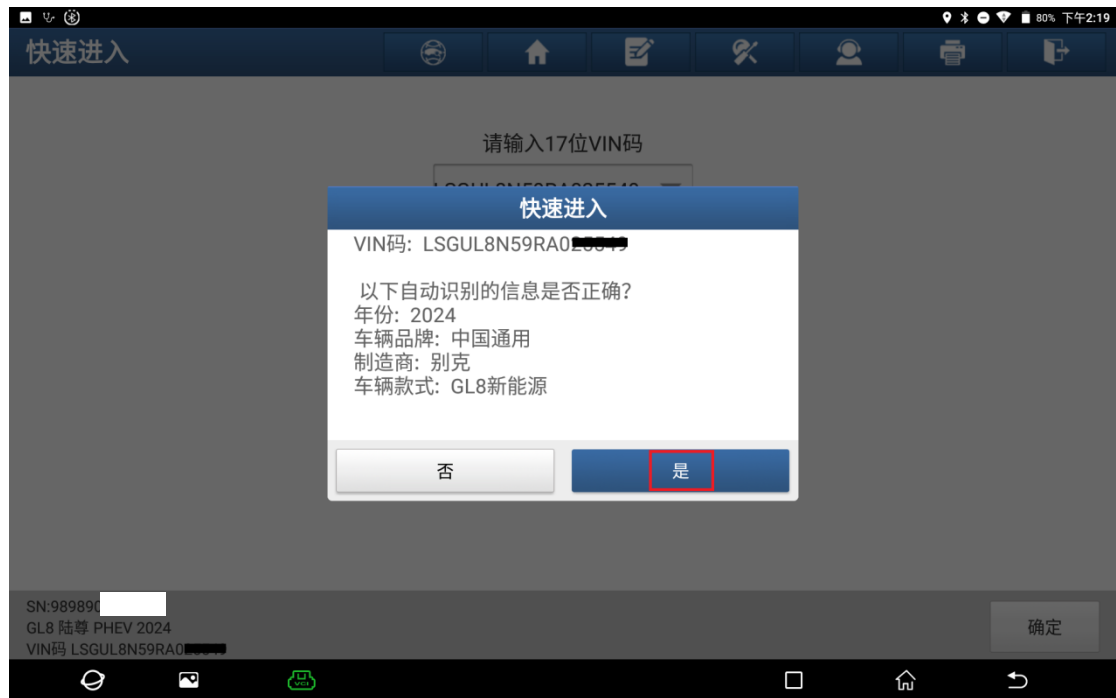 80% 下午2:19
快速进入
请输入17位VIN码
快速进入
VIN码: LSGUL8N59RA0
以下自动识别的信息是否正确?
年份: 2024
车辆品牌: 中国通用
制造商: 别克
车辆款式: GL8新能源
否
是
SN:989890
GL8 陆尊 PHEV 2024
VIN码 LSGUL8N59RA0
确定
VCI